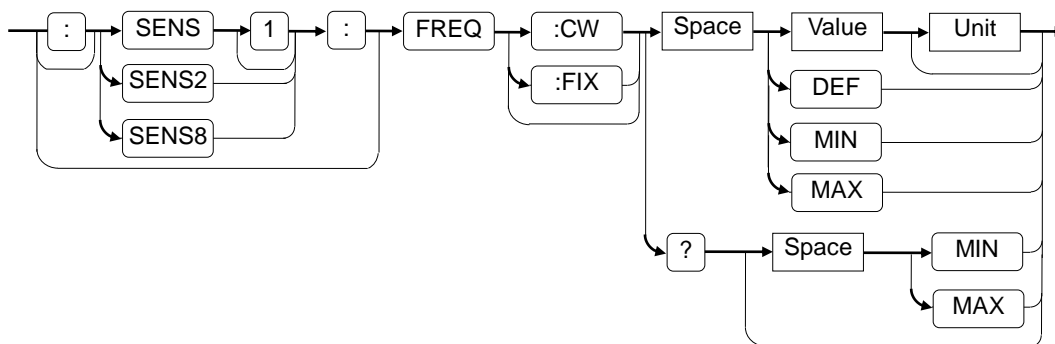 : SENS 1 : FREQ :CW Space Value Unit
SENS2 :FIX DEF
SENS8 MIN
MAX
? Space MIN
MAX